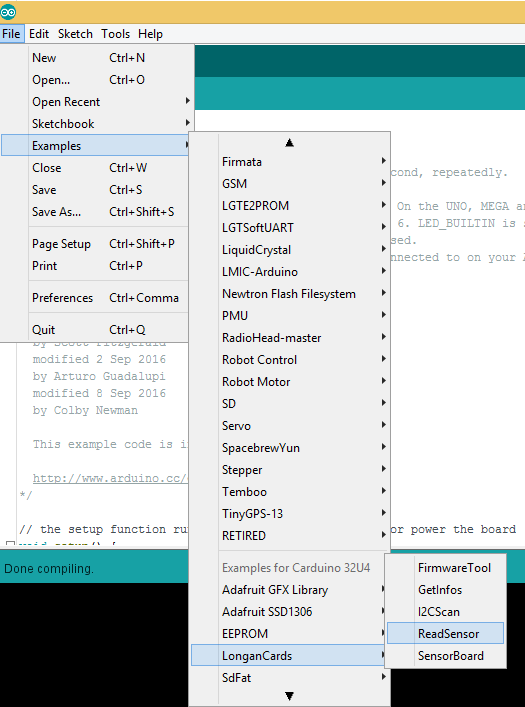 File Edit Sketch Tools Help
New Ctrl+N
Open... Ctrl+O
Open Recent
Sketchbook
Examples
Close Ctrl+W
Save Ctrl+S
Save As... Ctrl+Shift+S
Page Setup Ctrl+Shift+P
Print Ctrl+P
Preferences Ctrl+Comma
Quit Ctrl+Q
Firmata
GSM
LGTE2PROM
LGTSoftUART
LiquidCrystal
LMIC-Arduino
Newtron Flash Filesystem
PMU
RadioHead-master
Robot Control
Robot Motor
SD
Servo
SpacebrewYun
Stepper
Temboo
TinyGPS-13
RETIRED
Examples for Carduino 32U4
Adafruit GFX Library
Adafruit SSD1306
EEPROM
LonganCards
SdFat
FirmwareTool
GetInfos
I2CScan
ReadSensor
SensorBoard
cond, repeatedly.
On the UNO, MEGA
6. LED_BUILTIN is
sed.
nnected to on your
by Scott Fitzgerald
modified 2 Sep 2016
by Arturo Guadalupi
modified 8 Sep 2016
by Colby Newman
This example code is i
http://www.arduino.cc/
*/
// the setup function ru
or power the board
void setup() {
Done compiling.